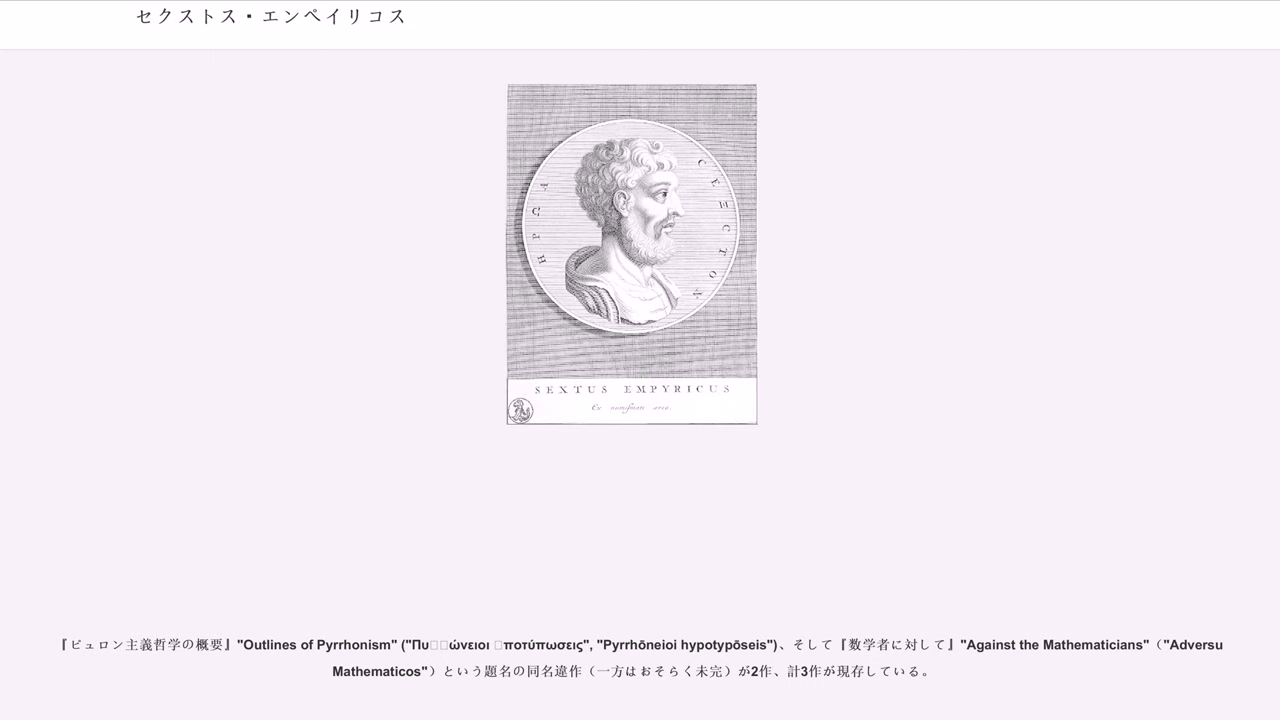 セクストス・エンペイリコス
SEXTUS EMPYRICUS
『ピュロン主義哲学の概要』"Outlines of Pyrrhonism" ("Πυ□□ώνειοι □ποτύπωσεις", "Pyrrhōneioi hypotypōseis")、そして『数学者に対して』"Against the Mathematicians"（"Adversu
Mathematicos"）という題名の同名違作（一方はおそらく未完）が2作、計3作が現存している。